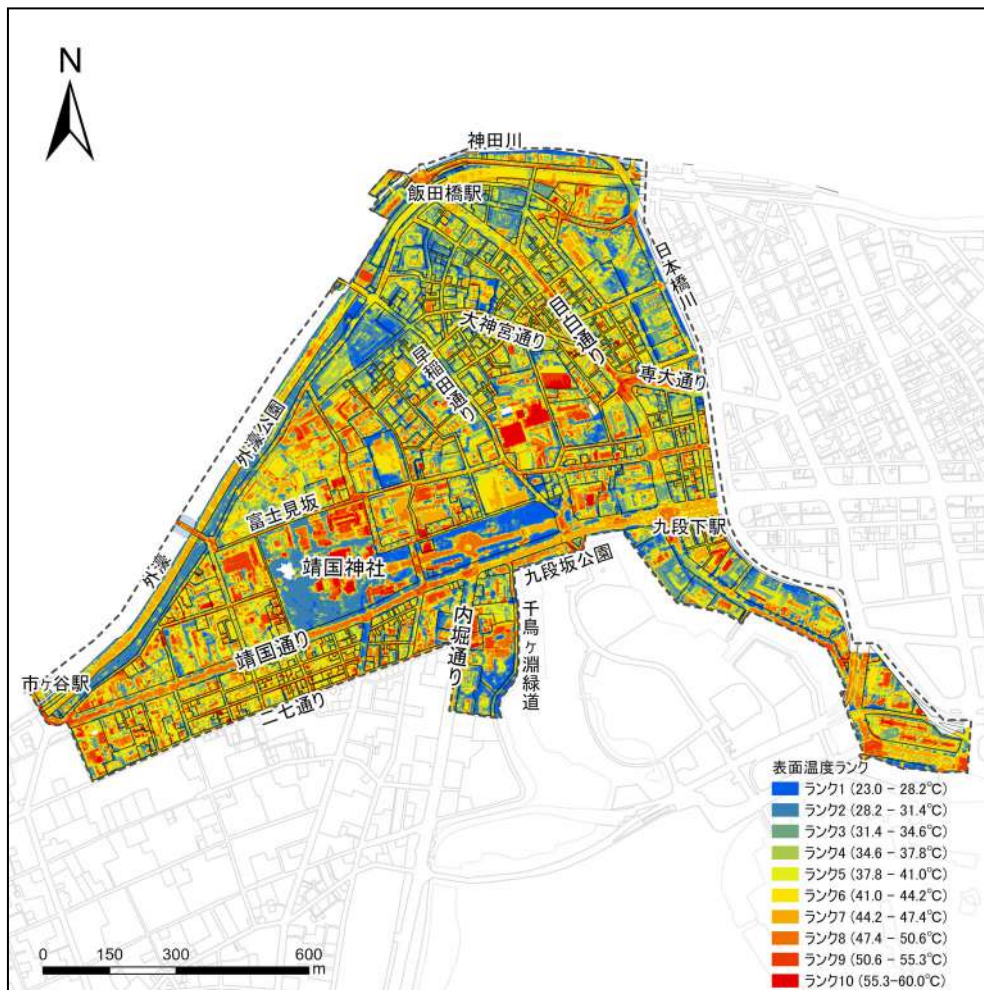 N
神田川
飯田橋駅
日本橋川
目白通り
大神宮通り
早稲田通り
専大通り
外濠公園
富士見坂
九段下駅
外濠
靖国神社
九段坂公園
内堀通り
千鳥ヶ淵緑道
靖国通り
市ヶ谷駅
二七通り
表面温度ランク
ランク1 (23.0 - 28.2℃)
ランク2 (28.2 - 31.4℃)
ランク3 (31.4 - 34.6℃)
ランク4 (34.6 - 37.8℃)
ランク5 (37.8 - 41.0℃)
ランク6 (41.0 - 44.2℃)
ランク7 (44.2 - 47.4℃)
ランク8 (47.4 - 50.6℃)
ランク9 (50.6 - 55.3℃)
ランク10 (55.3-60.0℃)
0 150 300 600
m